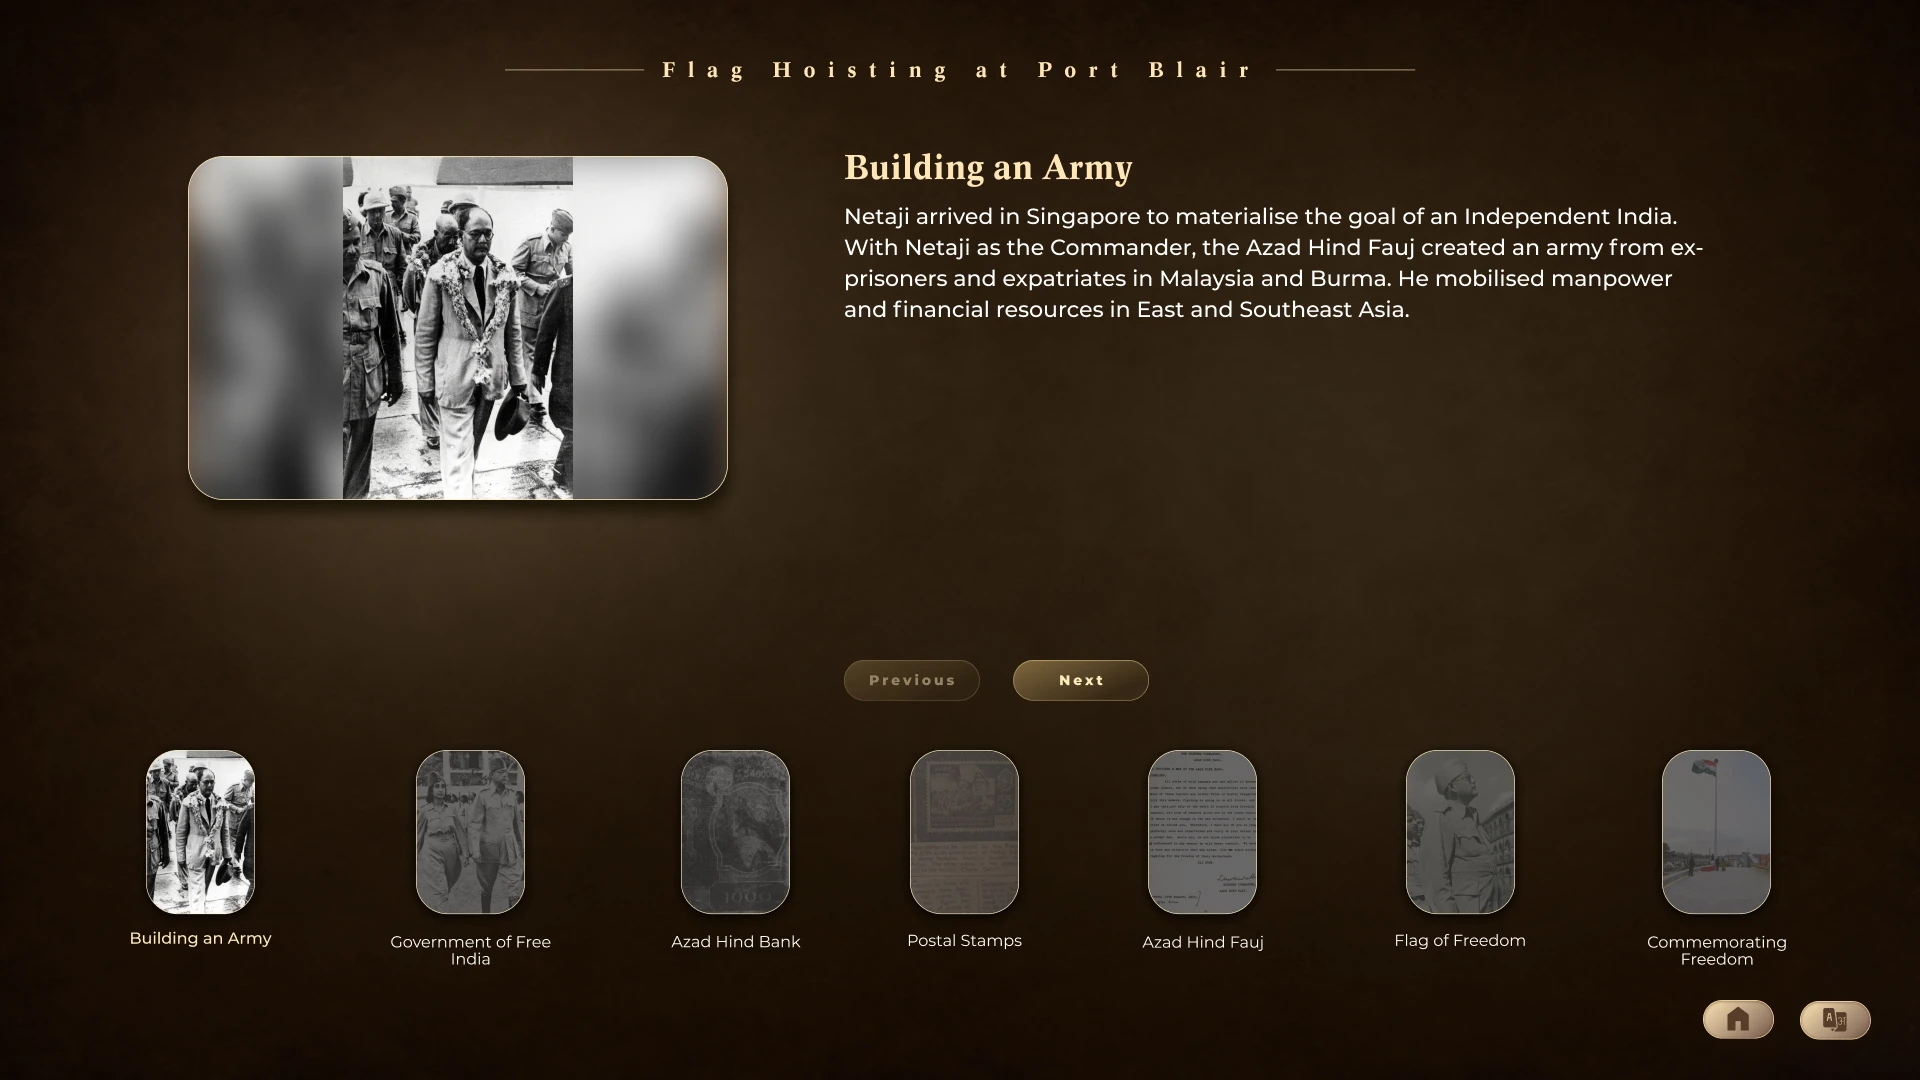 Flag Hoisting at Port Blair
Building an Army
Netaji arrived in Singapore to materialise the goal of an Independent India.
With Netaji as the Commander, the Azad Hind Fauj created an army from ex-
prisoners and expatriates in Malaysia and Burma. He mobilised manpower
and financial resources in East and Southeast Asia.
Previous
Next
1000
Building an Army
Government of Free
India
Azad Hind Bank
Postal Stamps
Azad Hind Fauj
Flag of Freedom
Commemorating
Freedom
A